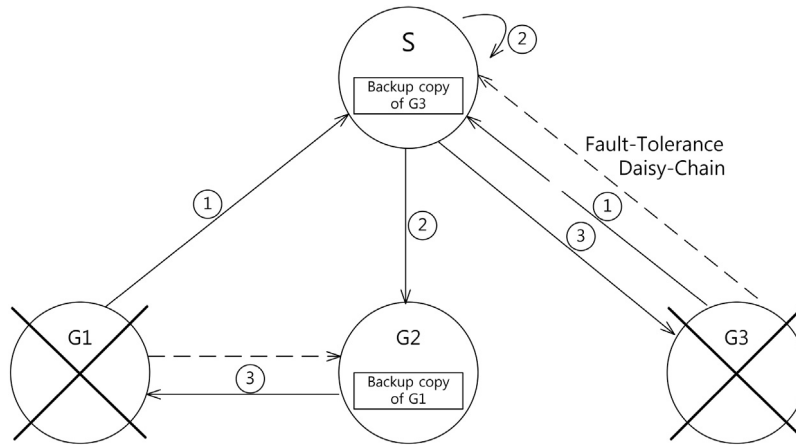 S
2
Backup copy
of G3
Fault-Tolerance
Daisy-Chain
1
1
2
3
G1
G2
G3
3
Backup copy
of G1